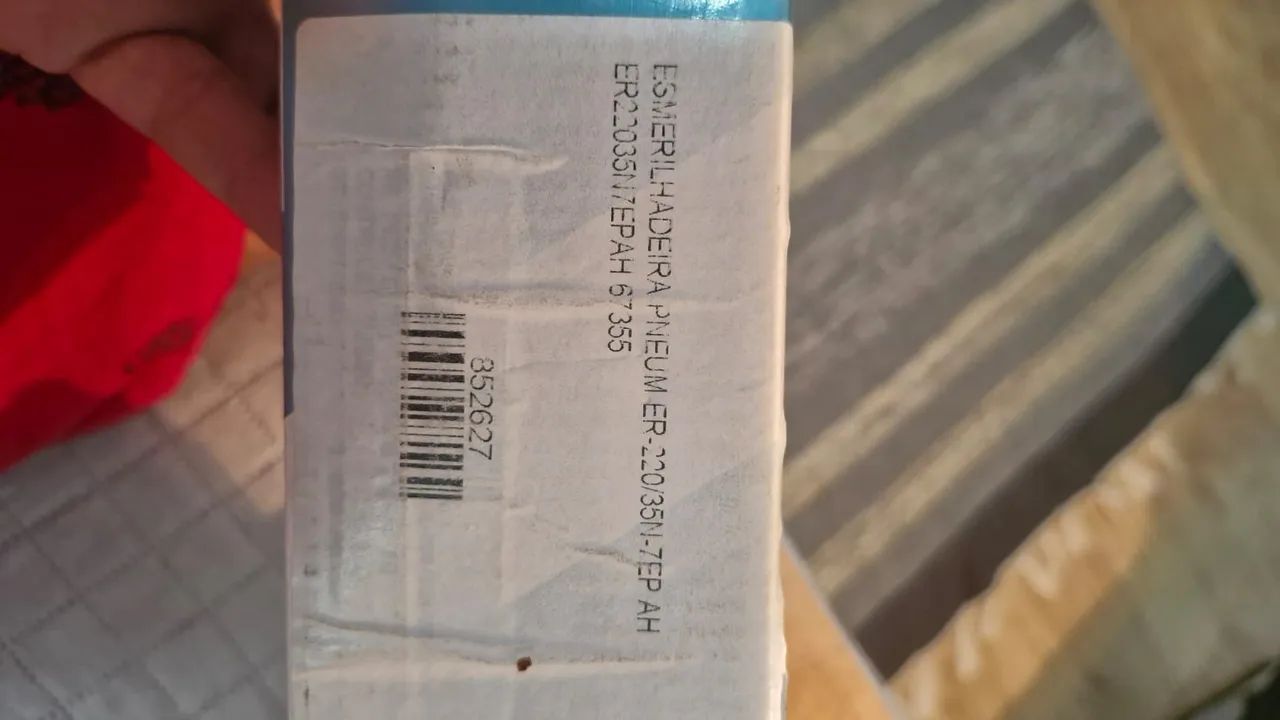 ESMERILHADEIRA PNEUM ER-220/35N-7EP AH
ER22035N7EPAH 67355
852627